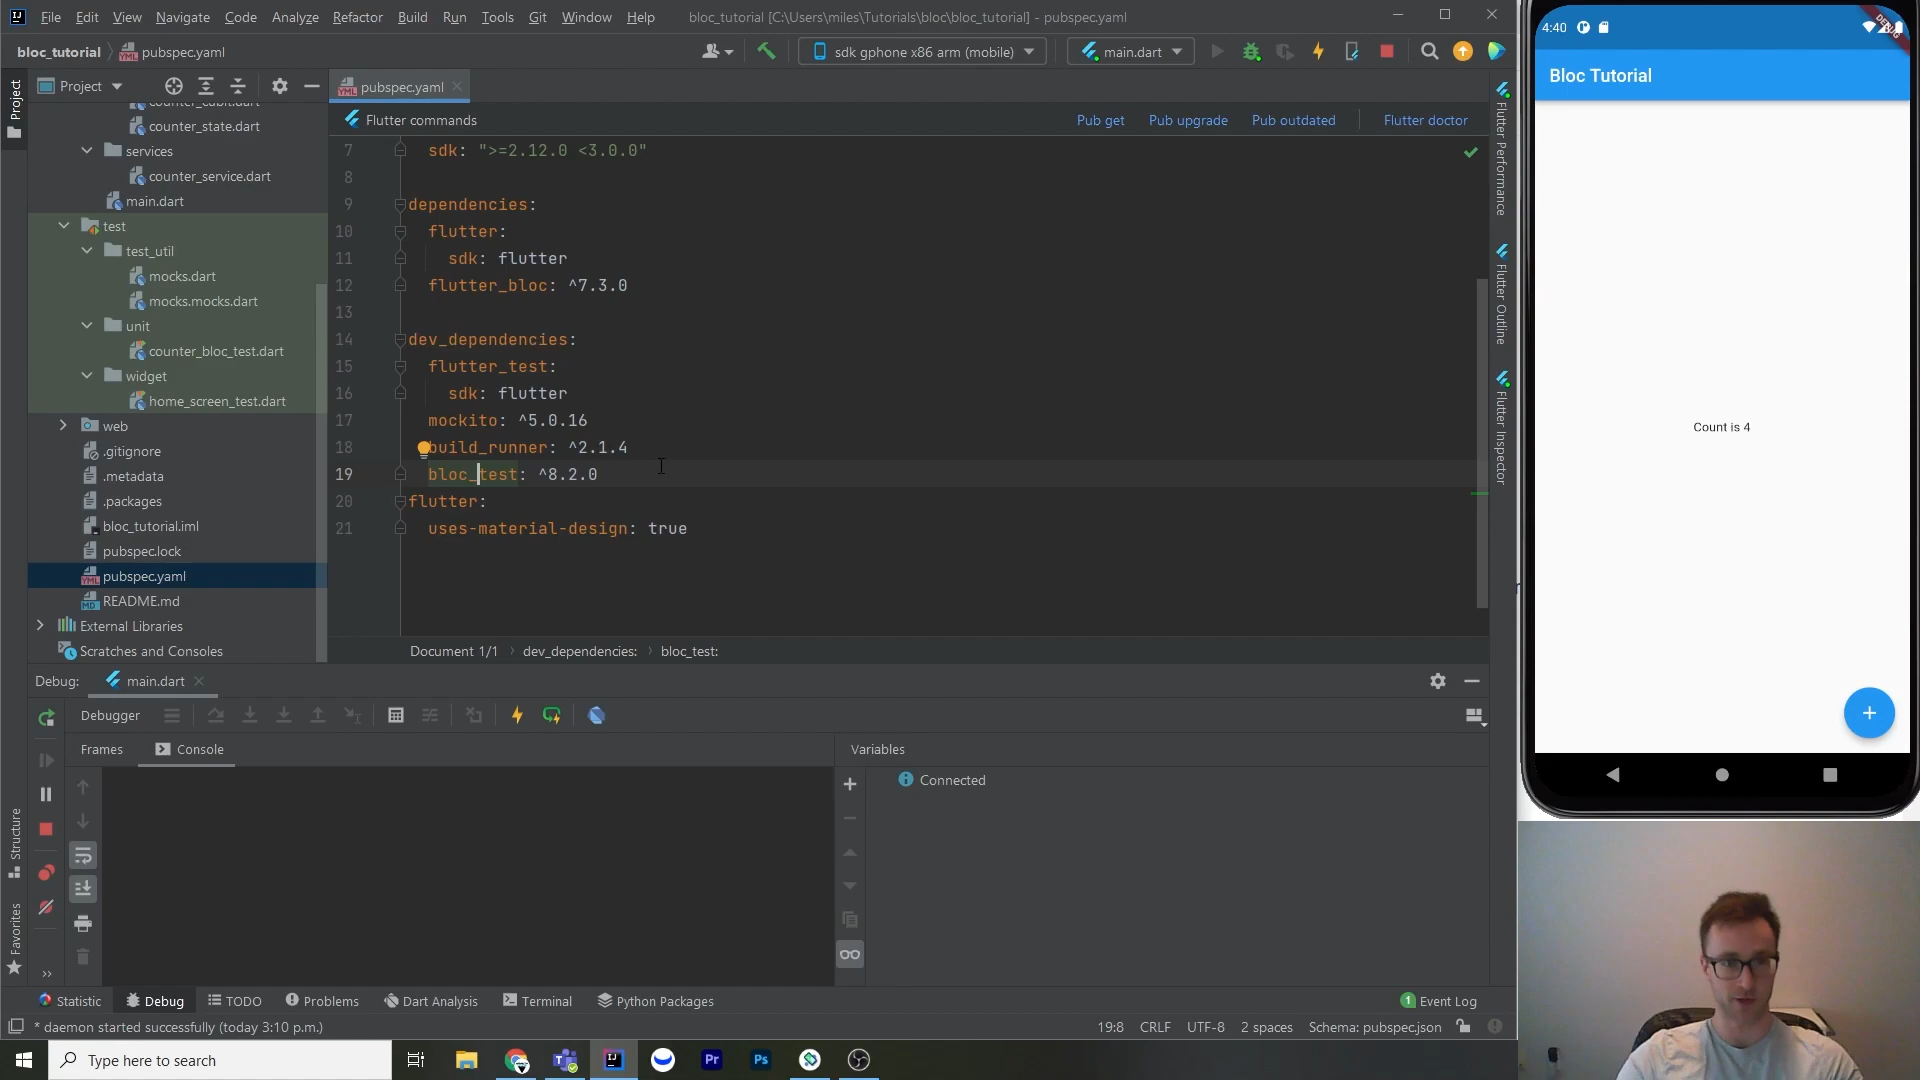 File Edit View Navigate Code Analyze Refactor Build Run Tools Git Window Help bloc_tutorial [C:\Users\miles\Tutorials\bloc\bloc_tutorial] - pubspec.yaml
bloc_tutorial pubspec.yaml sdk gphone x86 arm (mobile) main.dart
Project
Project
counter_cubit.dart
counter_state.dart
services
counter_service.dart
main.dart
test
test_util
mocks.dart
mocks.mocks.dart
unit
counter_bloc_test.dart
widget
home_screen_test.dart
web
.gitignore
.metadata
.packages
bloc_tutorial.iml
pubspec.lock
pubspec.yaml
README.md
External Libraries
Scratches and Consoles
pubspec.yaml
Flutter commands Pub get Pub upgrade Pub outdated Flutter doctor
7 sdk: ">=2.12.0 <3.0.0"
8
9 dependencies:
10 flutter:
11 sdk: flutter
12 flutter_bloc: ^7.3.0
13
14 dev_dependencies:
15 flutter_test:
16 sdk: flutter
17 mockito: ^5.0.16
18 build_runner: ^2.1.4
19 bloc_test: ^8.2.0
20 flutter:
21 uses-material-design: true
Document 1/1 dev_dependencies: bloc_test:
Flutter Performance
Flutter Outline
Flutter Inspector
4:40
DEBUG
Bloc Tutorial
Count is 4
+
Debug: main.dart
Debugger
Frames Console
Variables
Connected
Structure
Favorites
Statistic Debug TODO Problems Dart Analysis Terminal Python Packages 1 Event Log
* daemon started successfully (today 3:10 p.m.) 19:8 CRLF UTF-8 2 spaces Schema: pubspec.json
Type here to search
Pr
Ps